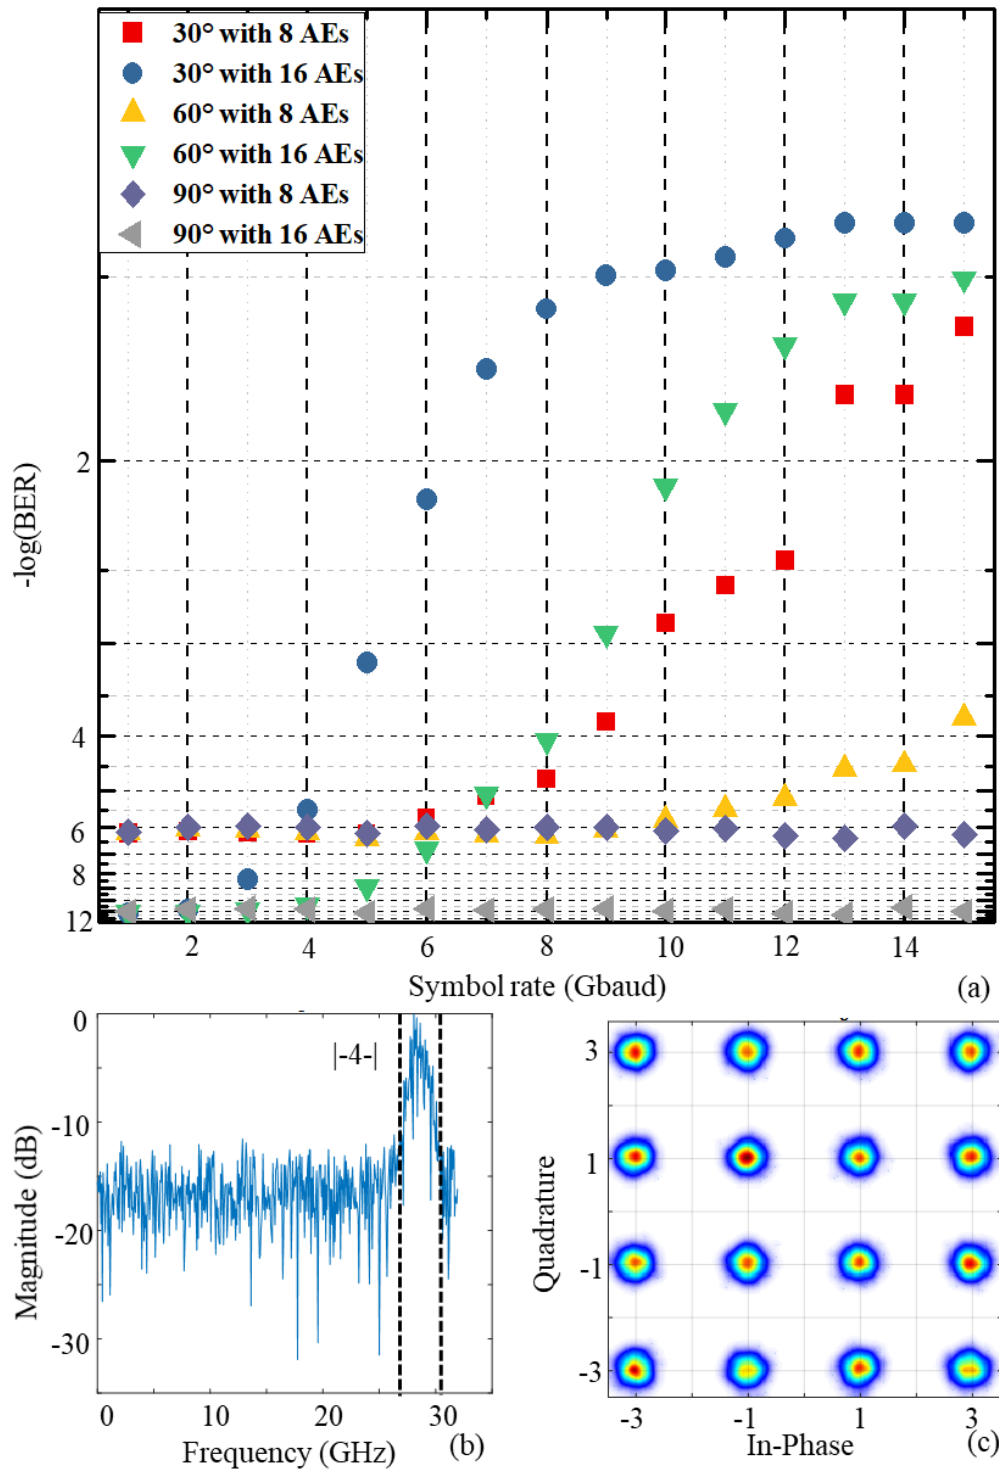 30° with 8 AEs
30° with 16 AEs
60° with 8 AEs
60° with 16 AEs
90° with 8 AEs
90° with 16 AEs
-log(BER)
2
4
6
8
12
2 4 6 8 10 12 14
Symbol rate (Gbaud)
(a)
Magnitude (dB)
0
-10
-20
-30
|-4-|
0 10 20 30
Frequency (GHz)
(b)
Quadrature
3
1
-1
-3
-3 -1 1 3
In-Phase
(c)